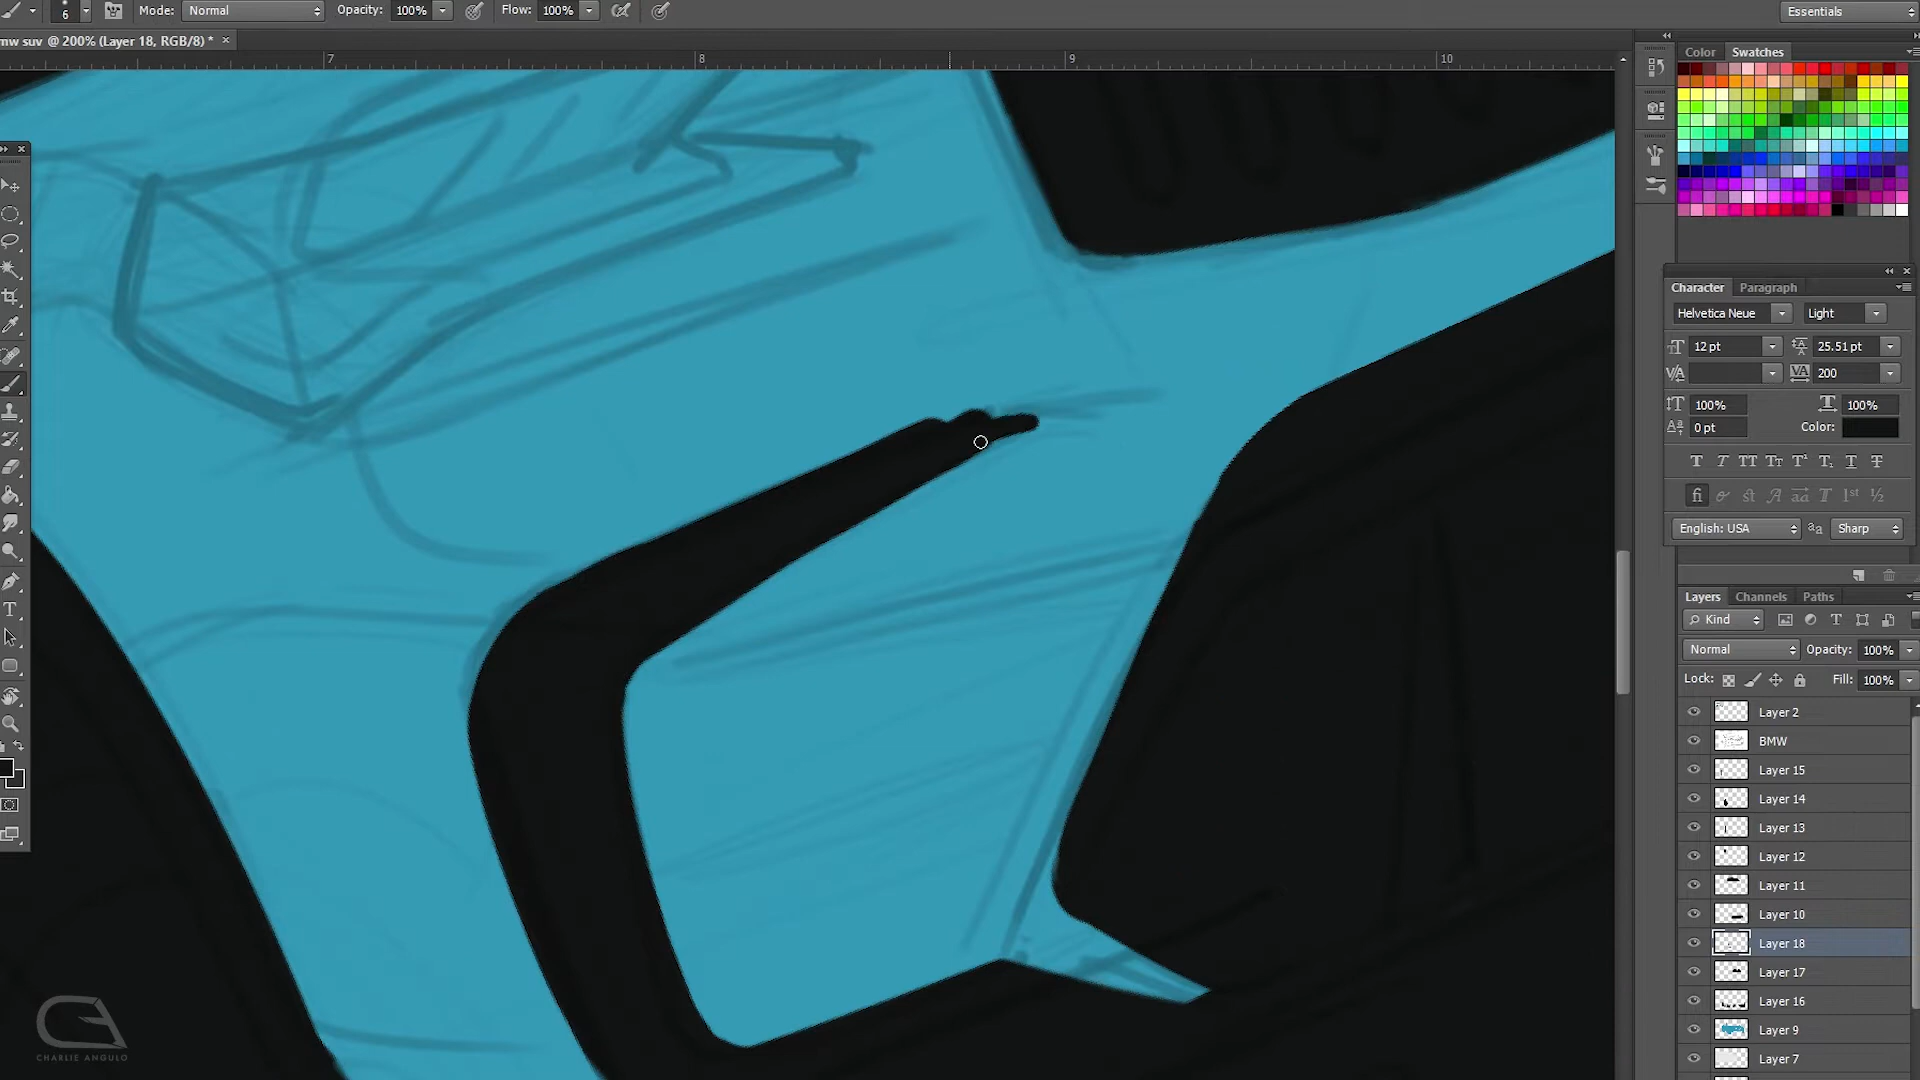 6 Mode: Normal Opacity: 100% Flow: 100% Essentials
mw suv @ 200% (Layer 18, RGB/8) * ×
7 8 9 10
Color Swatches
Character Paragraph
Helvetica Neue Light
12 pt 25.51 pt
200
100% 100%
0 pt Color:
English: USA Sharp
Layers Channels Paths
Kind
Normal Opacity: 100%
Lock: Fill: 100%
Layer 2
BMW
Layer 15
Layer 14
Layer 13
Layer 12
Layer 11
Layer 10
Layer 18
Layer 17
Layer 16
Layer 9
Layer 7
CHARLIE ANGULO